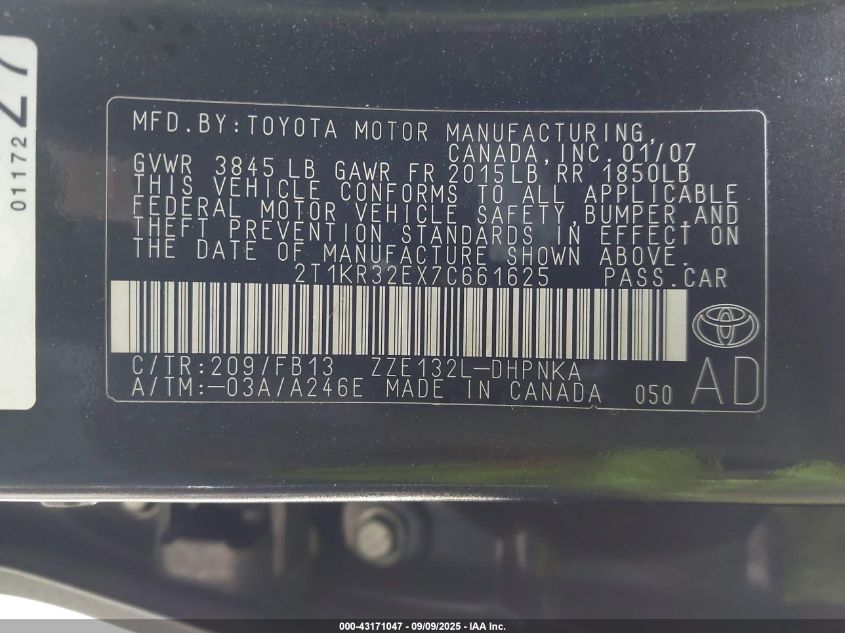 27
01172
MFD.BY:TOYOTA MOTOR MANUFACTURING,
CANADA,INC. 01/07
GVWR 3845 LB GAWR FR 2015LB RR 1850LB
THIS VEHICLE CONFORMS TO ALL APPLICABLE
FEDERAL MOTOR VEHICLE SAFETY,BUMPER,AND
THEFT PREVENTION STANDARDS IN EFFECT ON
THE DATE OF MANUFACTURE SHOWN ABOVE.
2T1KR32EX7C661625 PASS.CAR
C/TR:209/FB13 ZZE132L-DHPNKA
A/TM:-03A/A246E MADE IN CANADA 050
AD
000-43171047 - 09/09/2025 - IAA Inc.